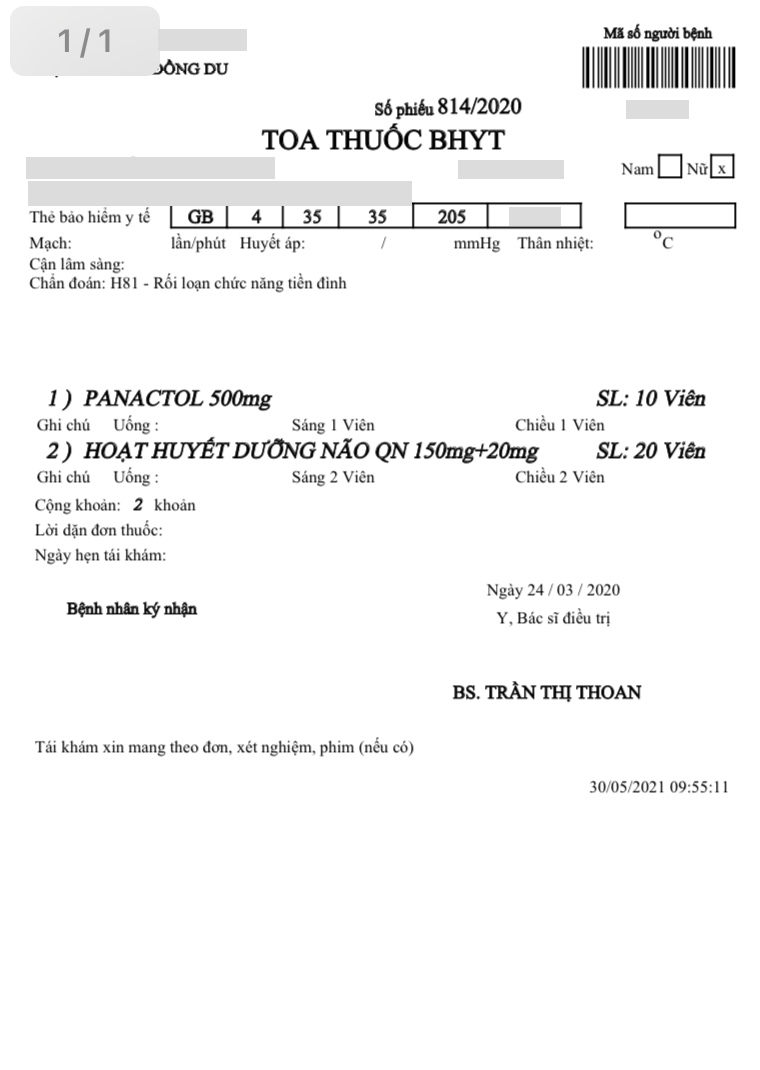 1/1
Mã số người bệnh
ĐÔNG DU
Số phiếu 814/2020
TOA THUỐC BHYT
Nam Nữ x
Thẻ bảo hiểm y tế GB 4 35 35 205
Mạch: lần/phút Huyết áp: / mmHg Thân nhiệt: °C
Cận lâm sàng:
Chẩn đoán: H81 - Rối loạn chức năng tiền đình
1 ) PANACTOL 500mg SL: 10 Viên
Ghi chú Uống : Sáng 1 Viên Chiều 1 Viên
2 ) HOẠT HUYẾT DƯỠNG NÃO QN 150mg+20mg SL: 20 Viên
Ghi chú Uống : Sáng 2 Viên Chiều 2 Viên
Cộng khoản: 2 khoản
Lời dặn đơn thuốc:
Ngày hẹn tái khám:
Ngày 24 / 03 / 2020
Bệnh nhân ký nhận
Y, Bác sĩ điều trị
BS. TRẦN THỊ THOAN
Tái khám xin mang theo đơn, xét nghiệm, phim (nếu có)
30/05/2021 09:55:11